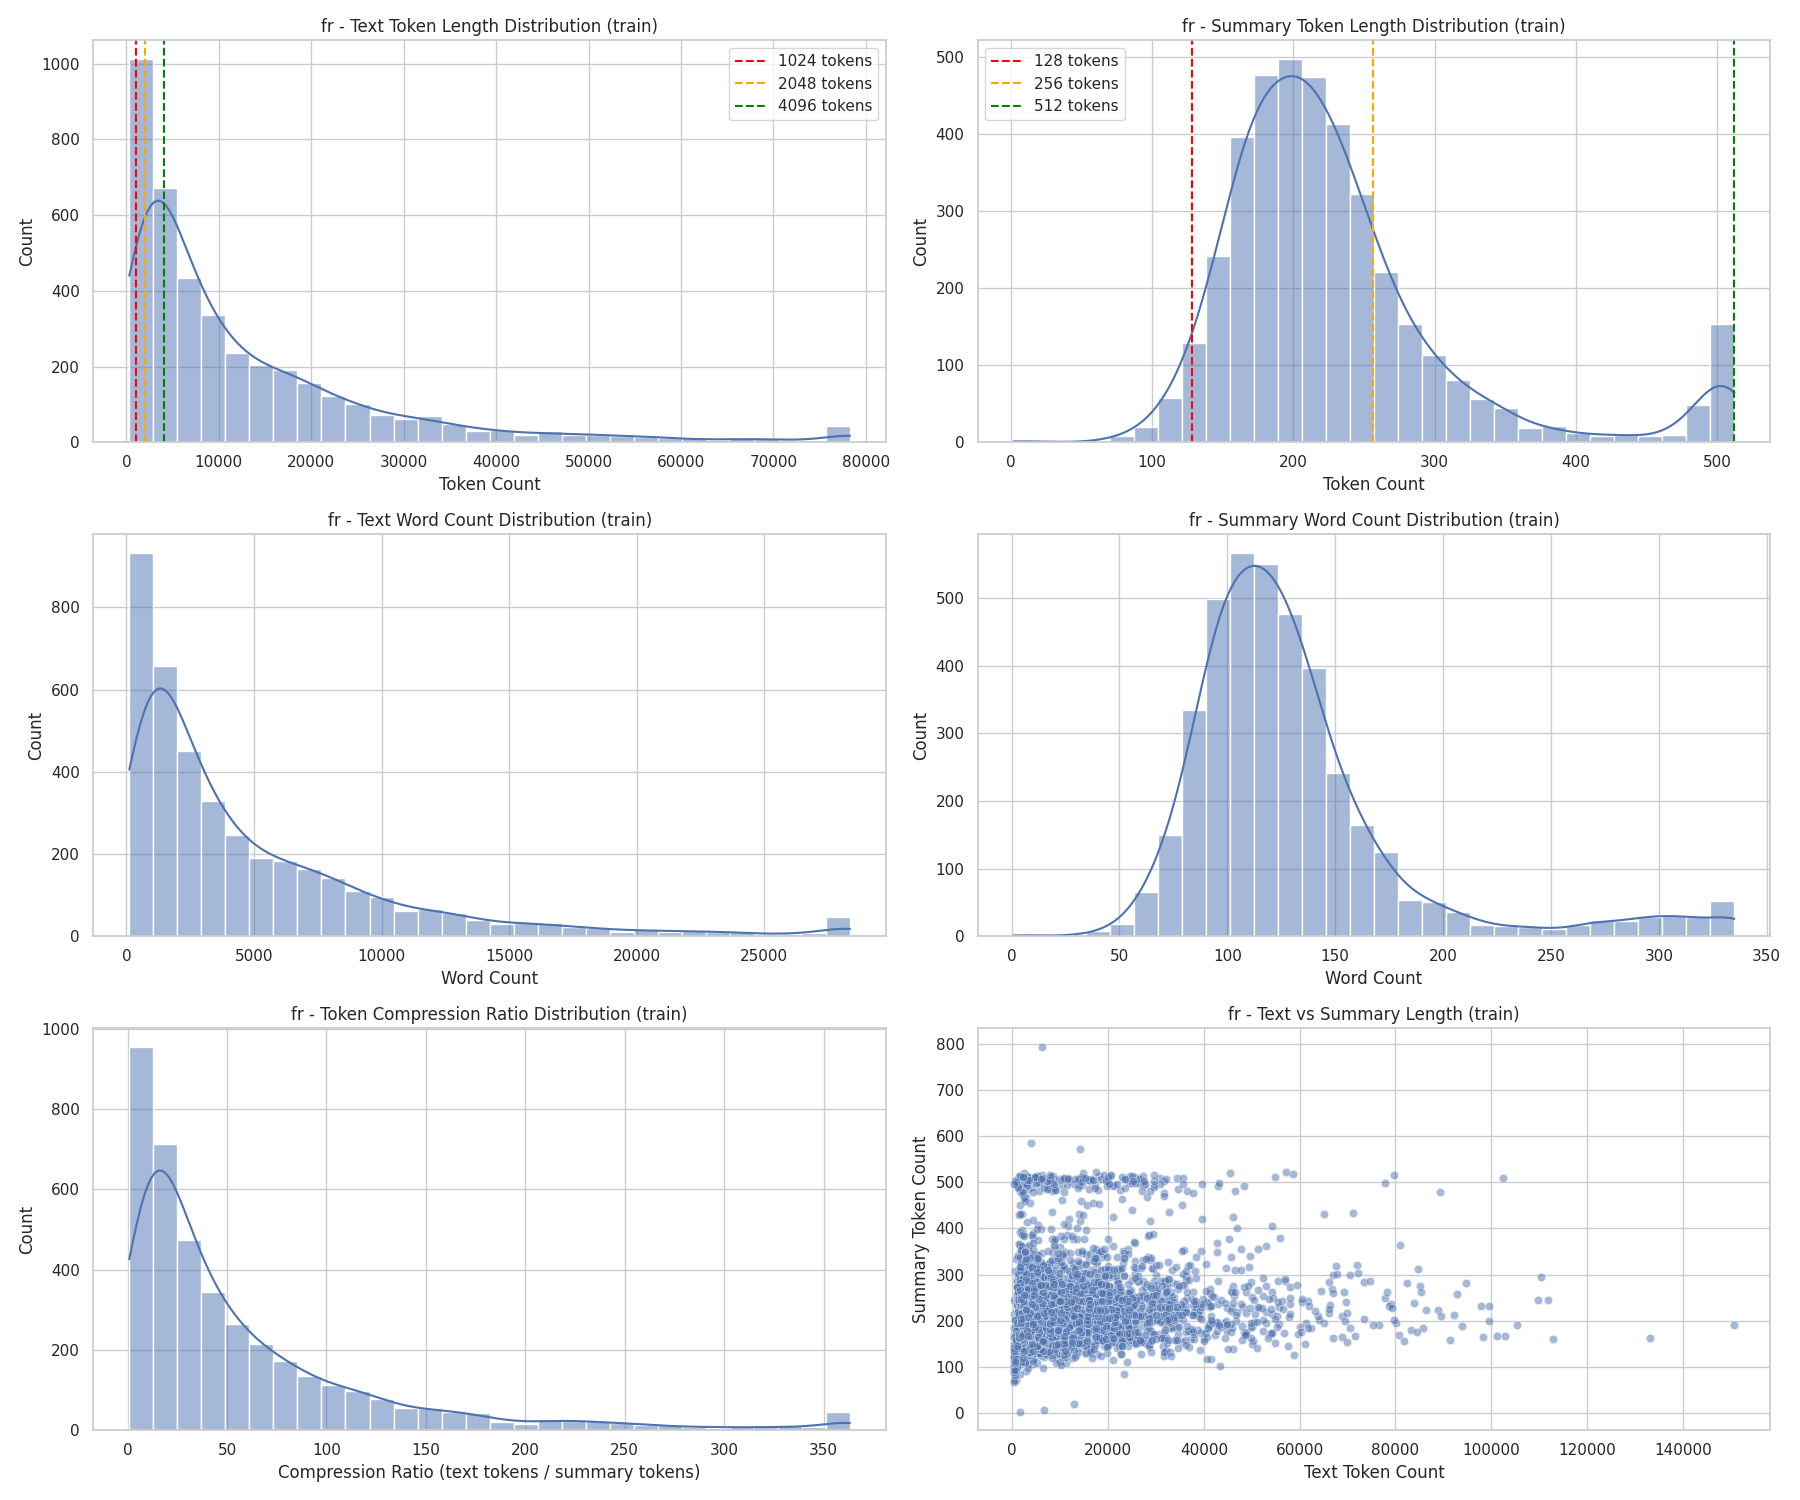 fr - Text Token Length Distribution (train)
1024 tokens
2048 tokens
4096 tokens
Count
0
200
400
600
800
1000
0 10000 20000 30000 40000 50000 60000 70000 80000
Token Count
fr - Summary Token Length Distribution (train)
128 tokens
256 tokens
512 tokens
Count
0
100
200
300
400
500
0 100 200 300 400 500
Token Count
fr - Text Word Count Distribution (train)
Count
0
200
400
600
800
0 5000 10000 15000 20000 25000
Word Count
fr - Summary Word Count Distribution (train)
Count
0
100
200
300
400
500
0 50 100 150 200 250 300 350
Word Count
fr - Token Compression Ratio Distribution (train)
Count
0
200
400
600
800
1000
0 50 100 150 200 250 300 350
Compression Ratio (text tokens / summary tokens)
fr - Text vs Summary Length (train)
Summary Token Count
0
100
200
300
400
500
600
700
800
0 20000 40000 60000 80000 100000 120000 140000
Text Token Count